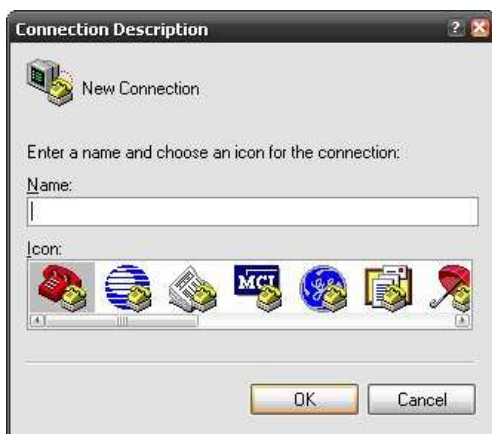 Connection Description
New Connection
Enter a name and choose an icon for the connection:
Name:
Icon:
MCI
OK
Cancel